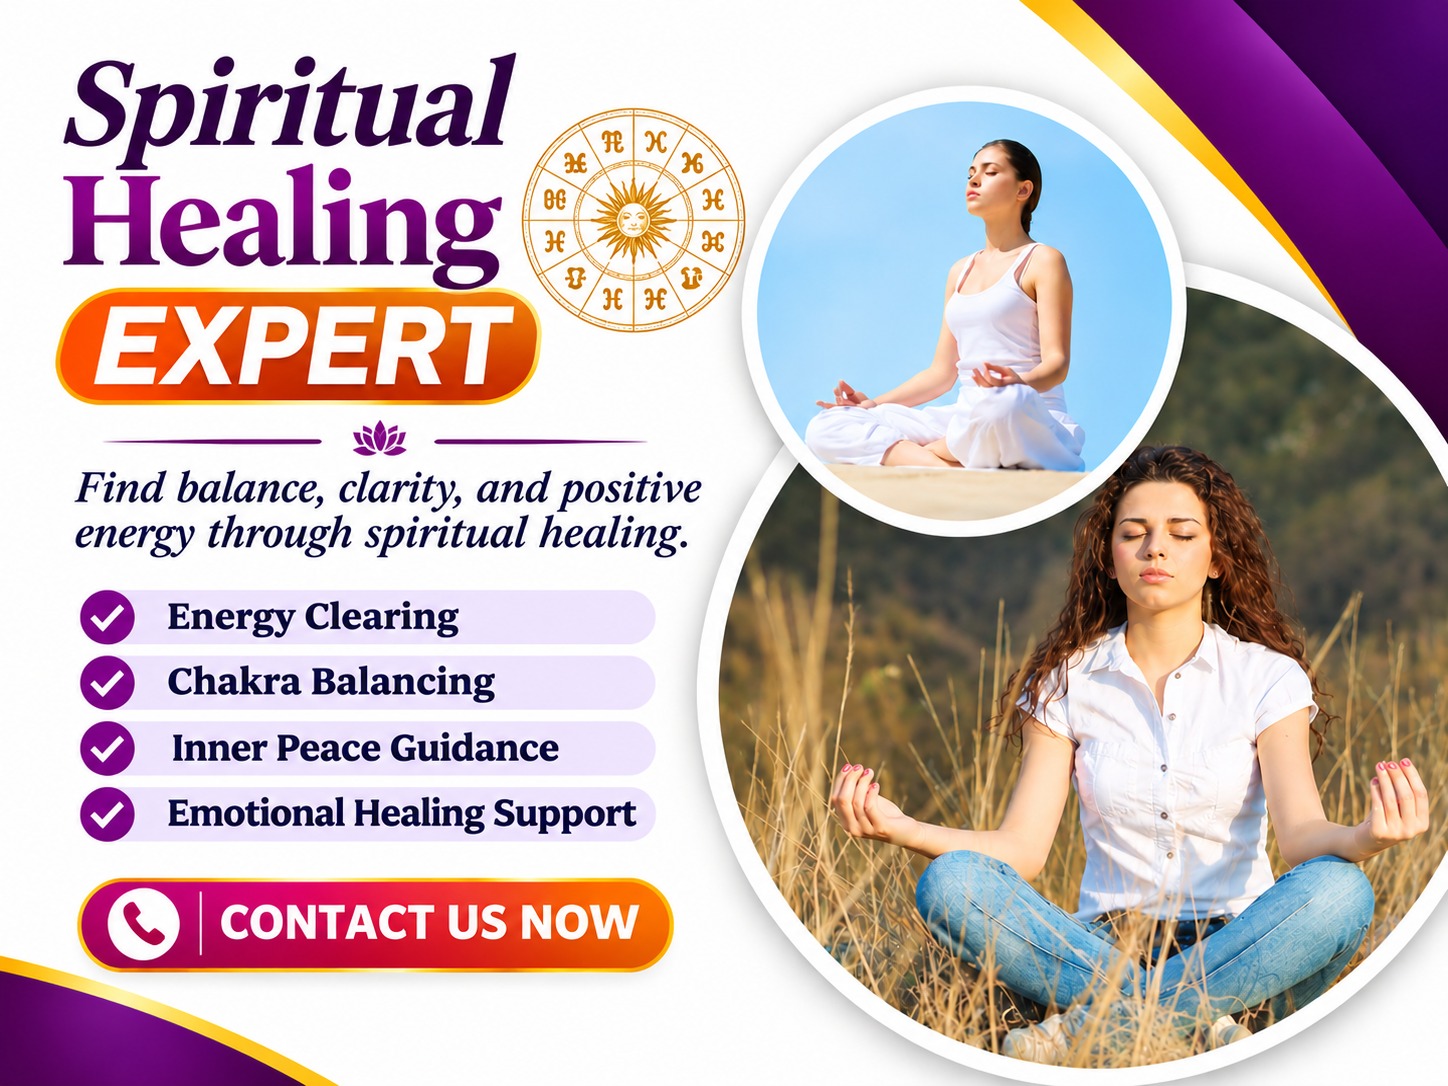 Spiritual
Healing
EXPERT
Find balance, clarity, and positive
energy through spiritual healing.
Energy Clearing
Chakra Balancing
Inner Peace Guidance
Emotional Healing Support
CONTACT US NOW